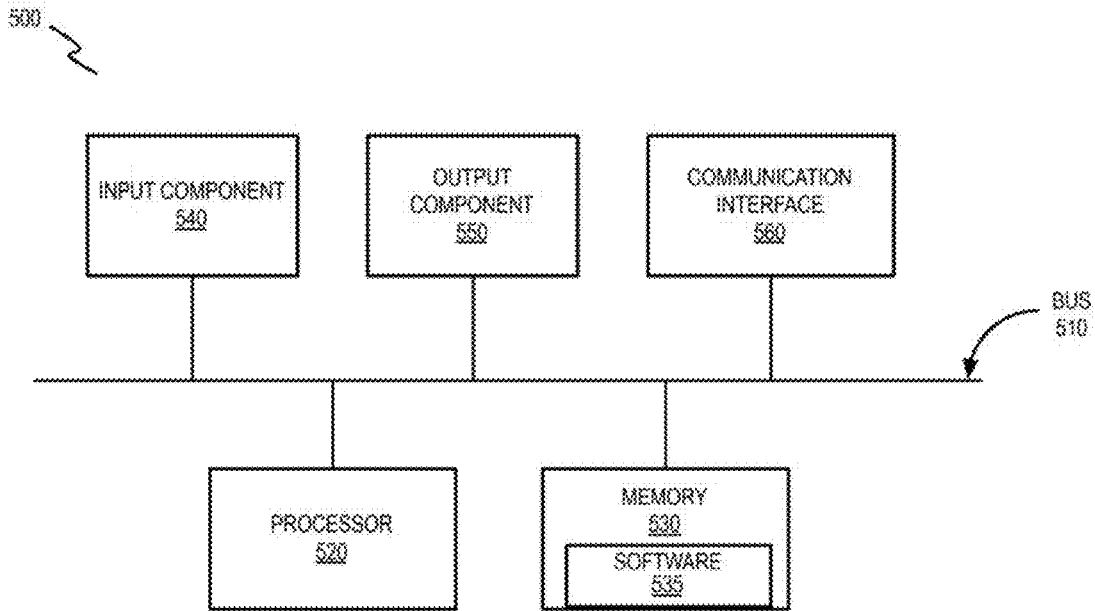 500
INPUT COMPONENT
540
OUTPUT
COMPONENT
550
COMMUNICATION
INTERFACE
560
BUS
510
PROCESSOR
520
MEMORY
530
SOFTWARE
535